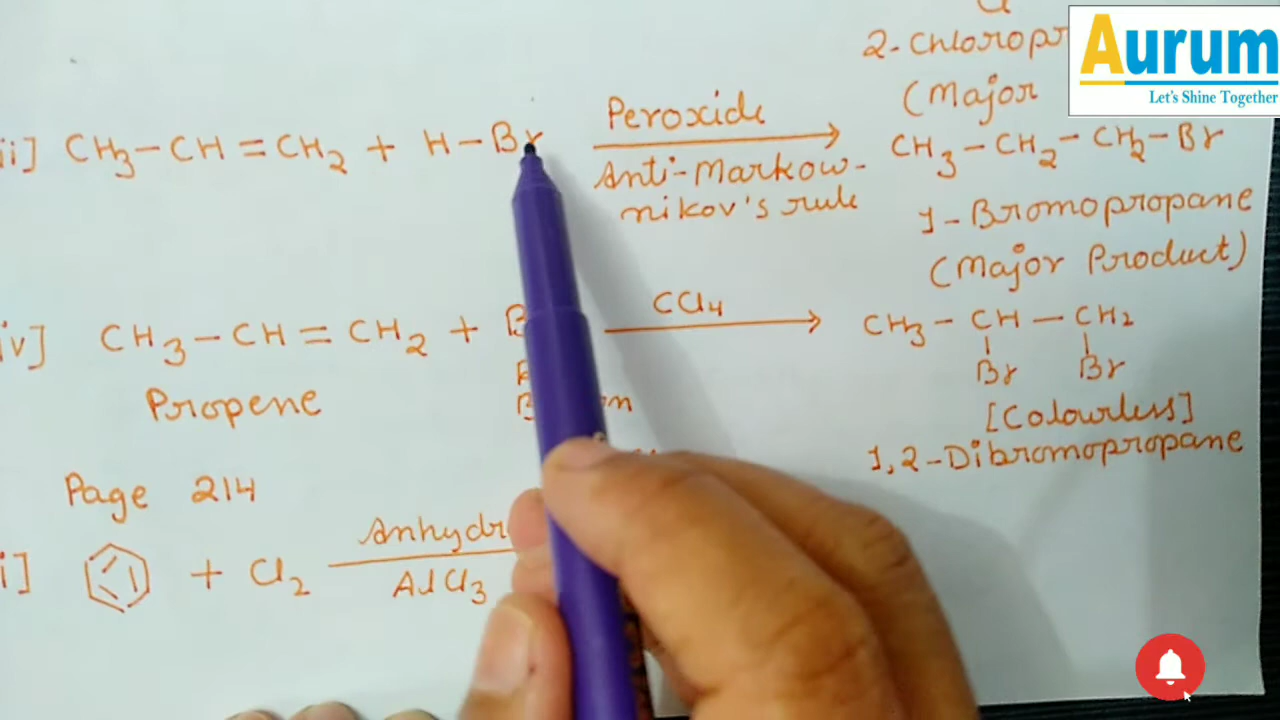 Cl
2-Chloropr
(Major
Aurum
Let's Shine Together
ii] CH3-CH=CH2 + H-Br
Peroxide
Anti-Markow-
nikov's rule
CH3-CH2-CH2-Br
1-Bromopropane
(Major Product)
iv] CH3-CH=CH2 + B
CCl4
CH3-CH-CH2
Br Br
Propene
[Colourless]
1,2-Dibromopropane
Page 214
i] + Cl2
Anhydr
AlCl3